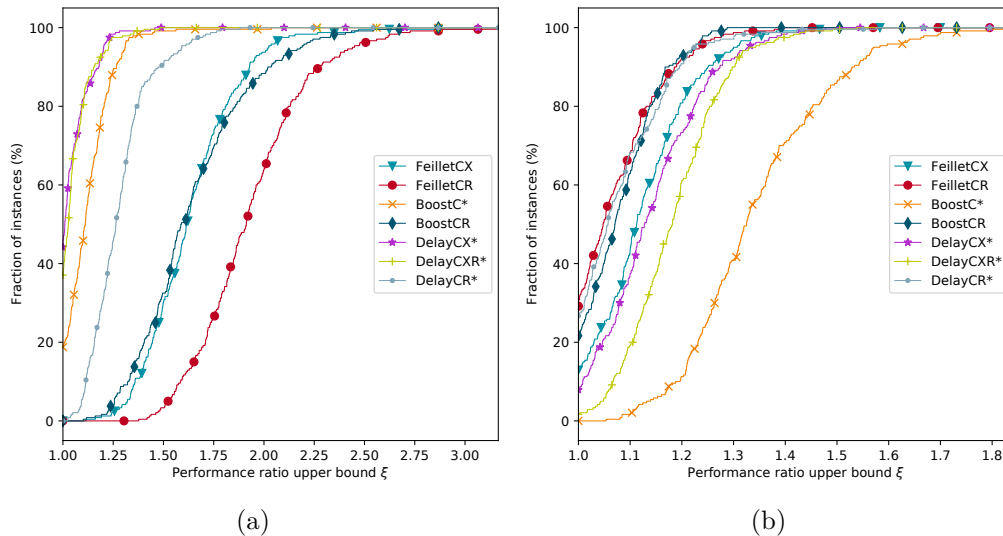 100
80
60
40
20
0
Fraction of instances (%)
1.00 1.25 1.50 1.75 2.00 2.25 2.50 2.75 3.00
Performance ratio upper bound ξ
FeilletCX
FeilletCR
BoostC*
BoostCR
DelayCX*
DelayCXR*
DelayCR*
(a)
100
80
60
40
20
0
Fraction of instances (%)
1.0 1.1 1.2 1.3 1.4 1.5 1.6 1.7 1.8
Performance ratio upper bound ξ
FeilletCX
FeilletCR
BoostC*
BoostCR
DelayCX*
DelayCXR*
DelayCR*
(b)